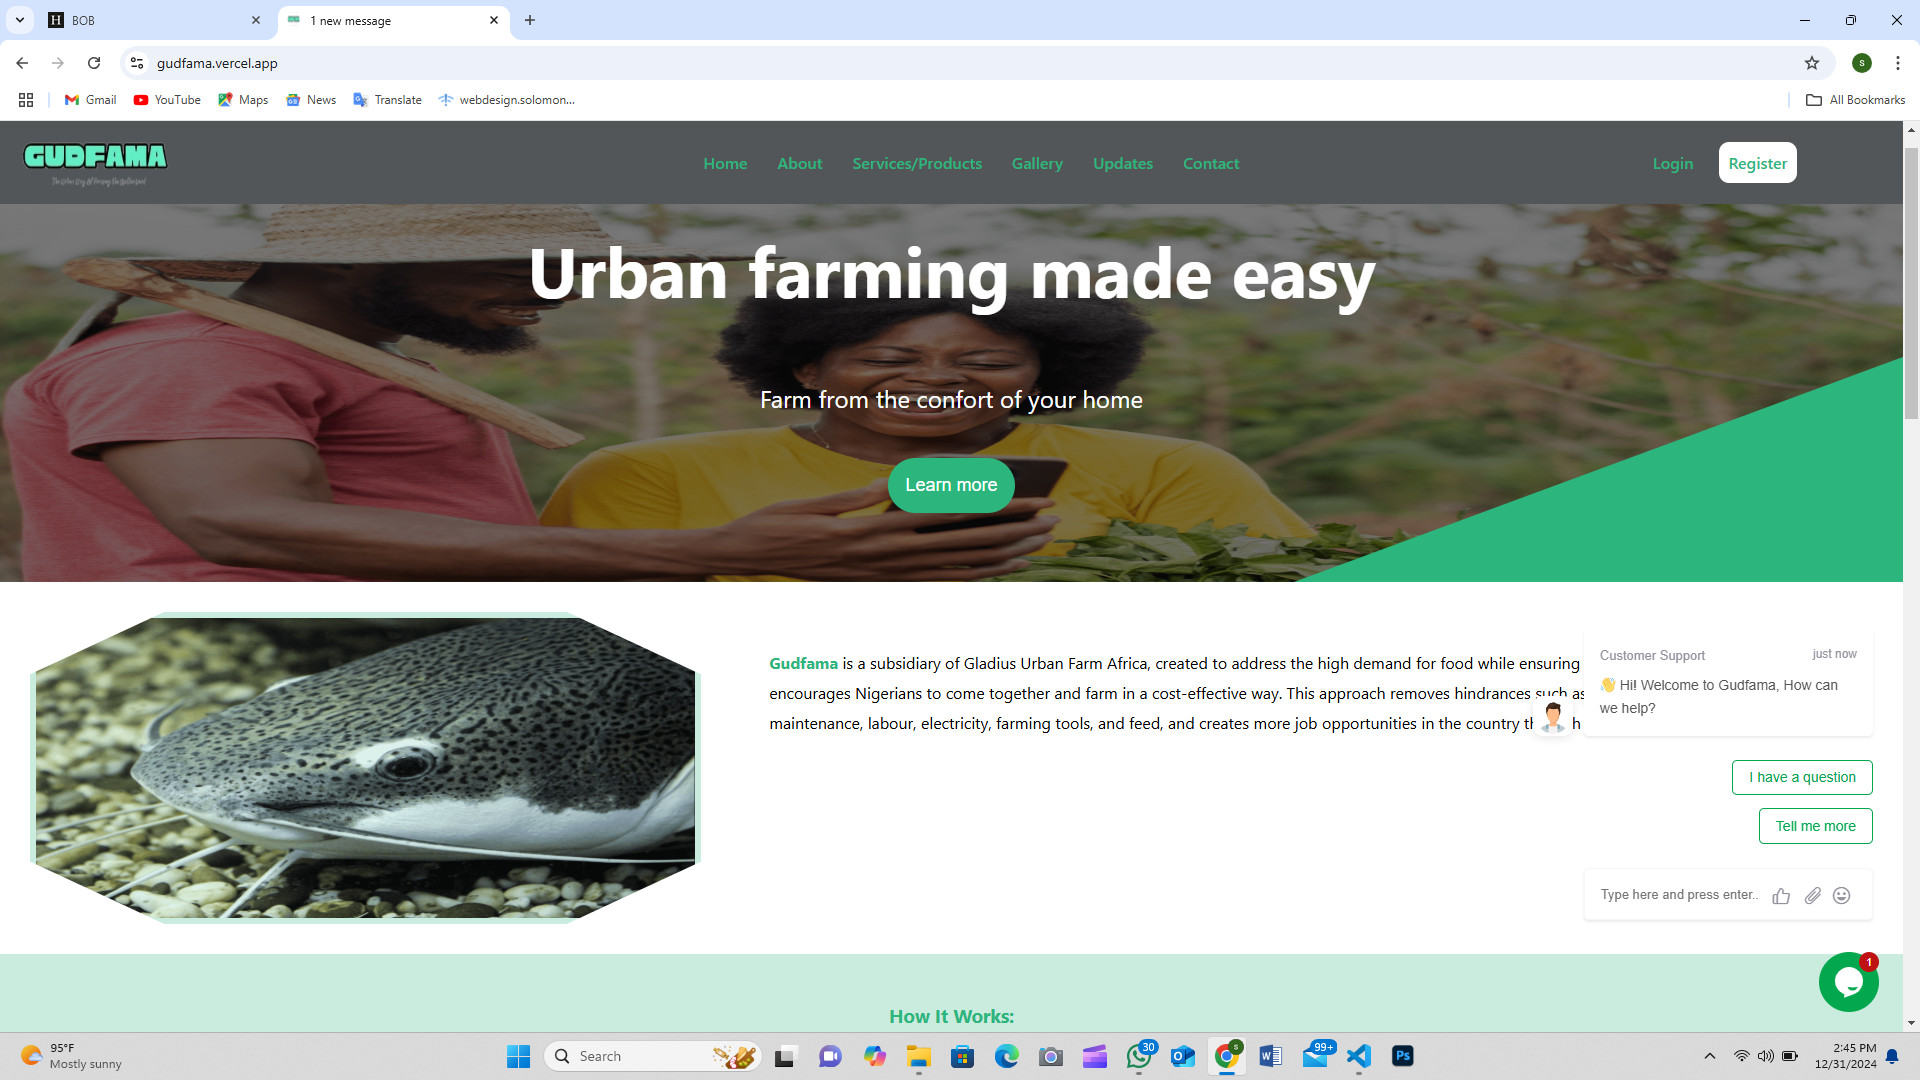 BOB
1 new message
gudfama.vercel.app
S
Gmail
YouTube
Maps
News
Translate
webdesign.solomon...
All Bookmarks
GUDFAMA
Home
About
Services/Products
Gallery
Updates
Contact
Login
Register
Urban farming made easy
Farm from the confort of your home
Learn more
Gudfama is a subsidiary of Gladius Urban Farm Africa, created to address the high demand for food while ensuring
encourages Nigerians to come together and farm in a cost-effective way. This approach removes hindrances such as
maintenance, labour, electricity, farming tools, and feed, and creates more job opportunities in the country
Customer Support
just now
👋 Hi! Welcome to Gudfama, How can
we help?
I have a question
Tell me more
Type here and press enter..
1
How It Works:
95°F
Mostly sunny
Search
30
99+
Ps
2:45 PM
12/31/2024